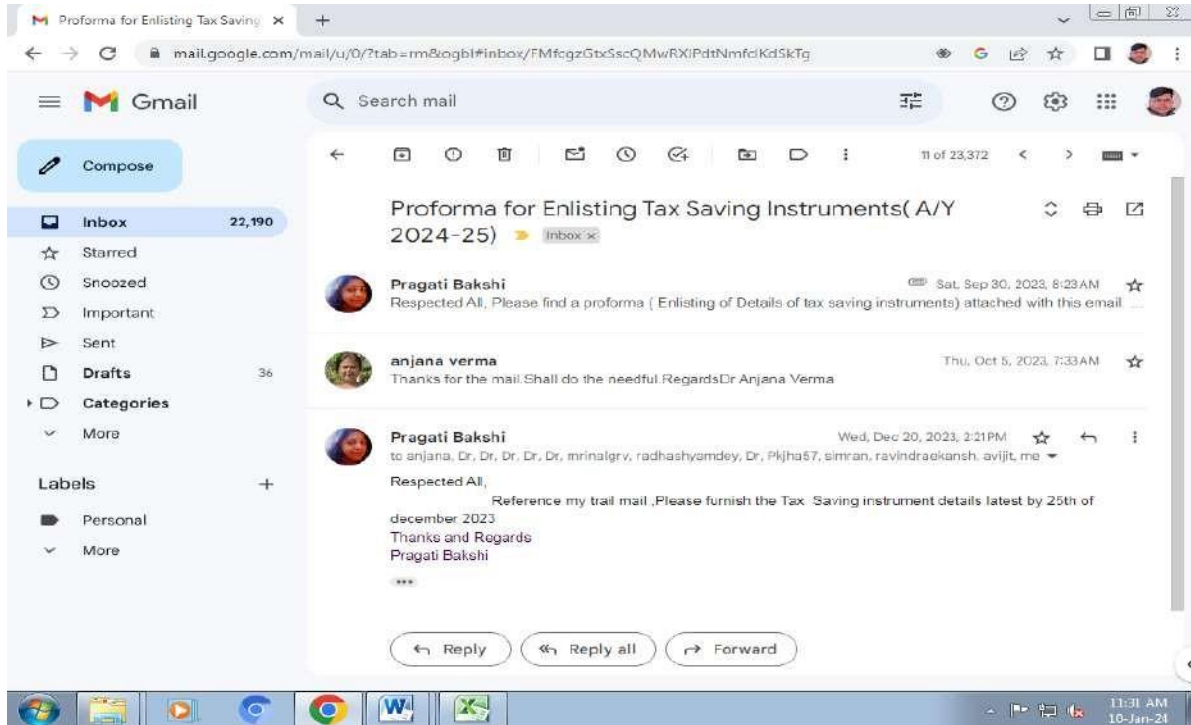 Proforma for Enlisting Tax Saving
mail.google.com/mail/u/0/?tab=rm&ogbl#inbox/
Gmail
Search mail
Compose
11 of 23,372
Inbox 22,190
Starred
Snoozed
Important
Sent
Drafts 36
Categories
More
Labels
Personal
More
Proforma for Enlisting Tax Saving Instruments( A/Y
2024-25) Inbox x
Pragati Bakshi Sat, Sep 30, 2023, 8:23 AM
Respected All, Please find a proforma ( Enlisting of Details of tax saving instruments) attached with this email ...
anjana verma Thu, Oct 5, 2023, 7:33 AM
Thanks for the mail.Shall do the needful.RegardsDr Anjana Verma
Pragati Bakshi Wed, Dec 20, 2023, 2:21 PM
to anjana, Dr, Dr, Dr, Dr, Dr, mrinalgrv, radhashyamdey, Dr, Pkjha67, simran, ravindraekansh, avijit, me
Respected All,
Reference my trail mail ,Please furnish the Tax Saving instrument details latest by 25th of
december 2023
Thanks and Regards
Pragati Bakshi
Reply Reply all Forward
11:31 AM
10-Jan-24